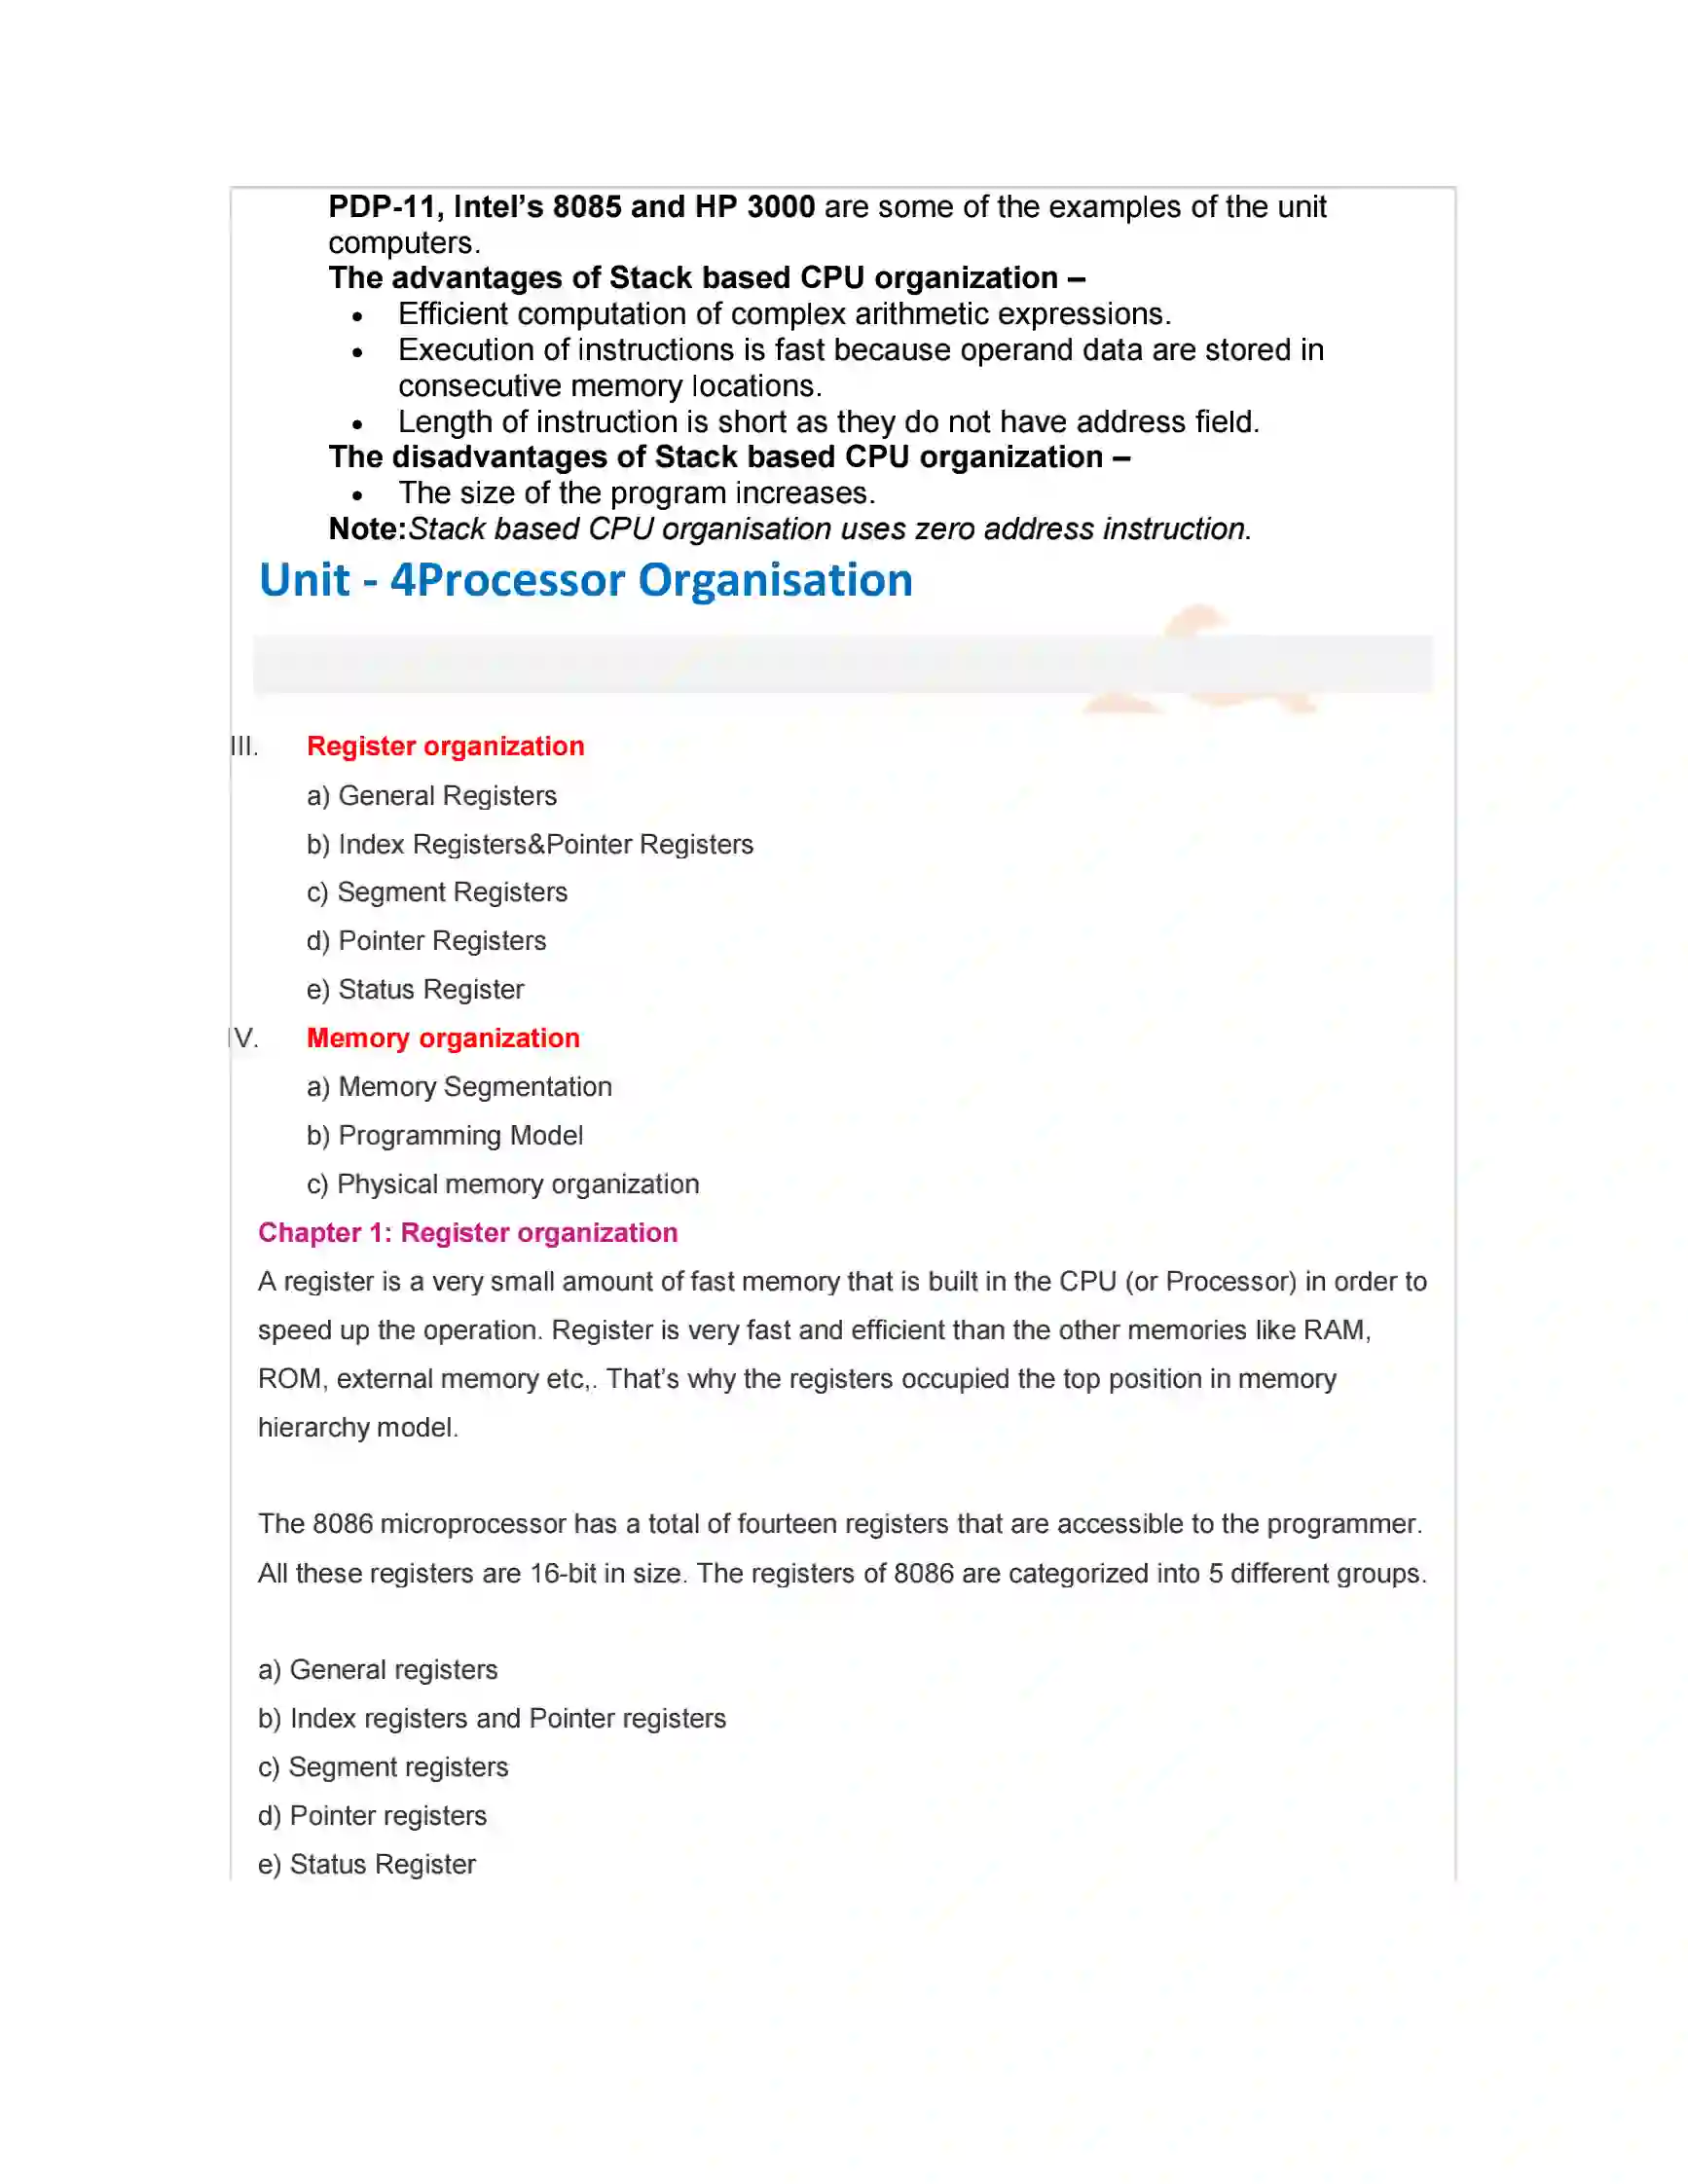 PDP-11, Intel’s 8085 and HP 3000 are some of the examples of the unit
computers.
The advantages of Stack based CPU organization –
• Efficient computation of complex arithmetic expressions.
• Execution of instructions is fast because operand data are stored in
consecutive memory locations.
• Length of instruction is short as they do not have address field.
The disadvantages of Stack based CPU organization –
• The size of the program increases.
Note:Stack based CPU organisation uses zero address instruction.
Unit - 4Processor Organisation
III. Register organization
a) General Registers
b) Index Registers&Pointer Registers
c) Segment Registers
d) Pointer Registers
e) Status Register
IV. Memory organization
a) Memory Segmentation
b) Programming Model
c) Physical memory organization
Chapter 1: Register organization
A register is a very small amount of fast memory that is built in the CPU (or Processor) in order to
speed up the operation. Register is very fast and efficient than the other memories like RAM,
ROM, external memory etc,. That’s why the registers occupied the top position in memory
hierarchy model.
The 8086 microprocessor has a total of fourteen registers that are accessible to the programmer.
All these registers are 16-bit in size. The registers of 8086 are categorized into 5 different groups.
a) General registers
b) Index registers and Pointer registers
c) Segment registers
d) Pointer registers
e) Status Register